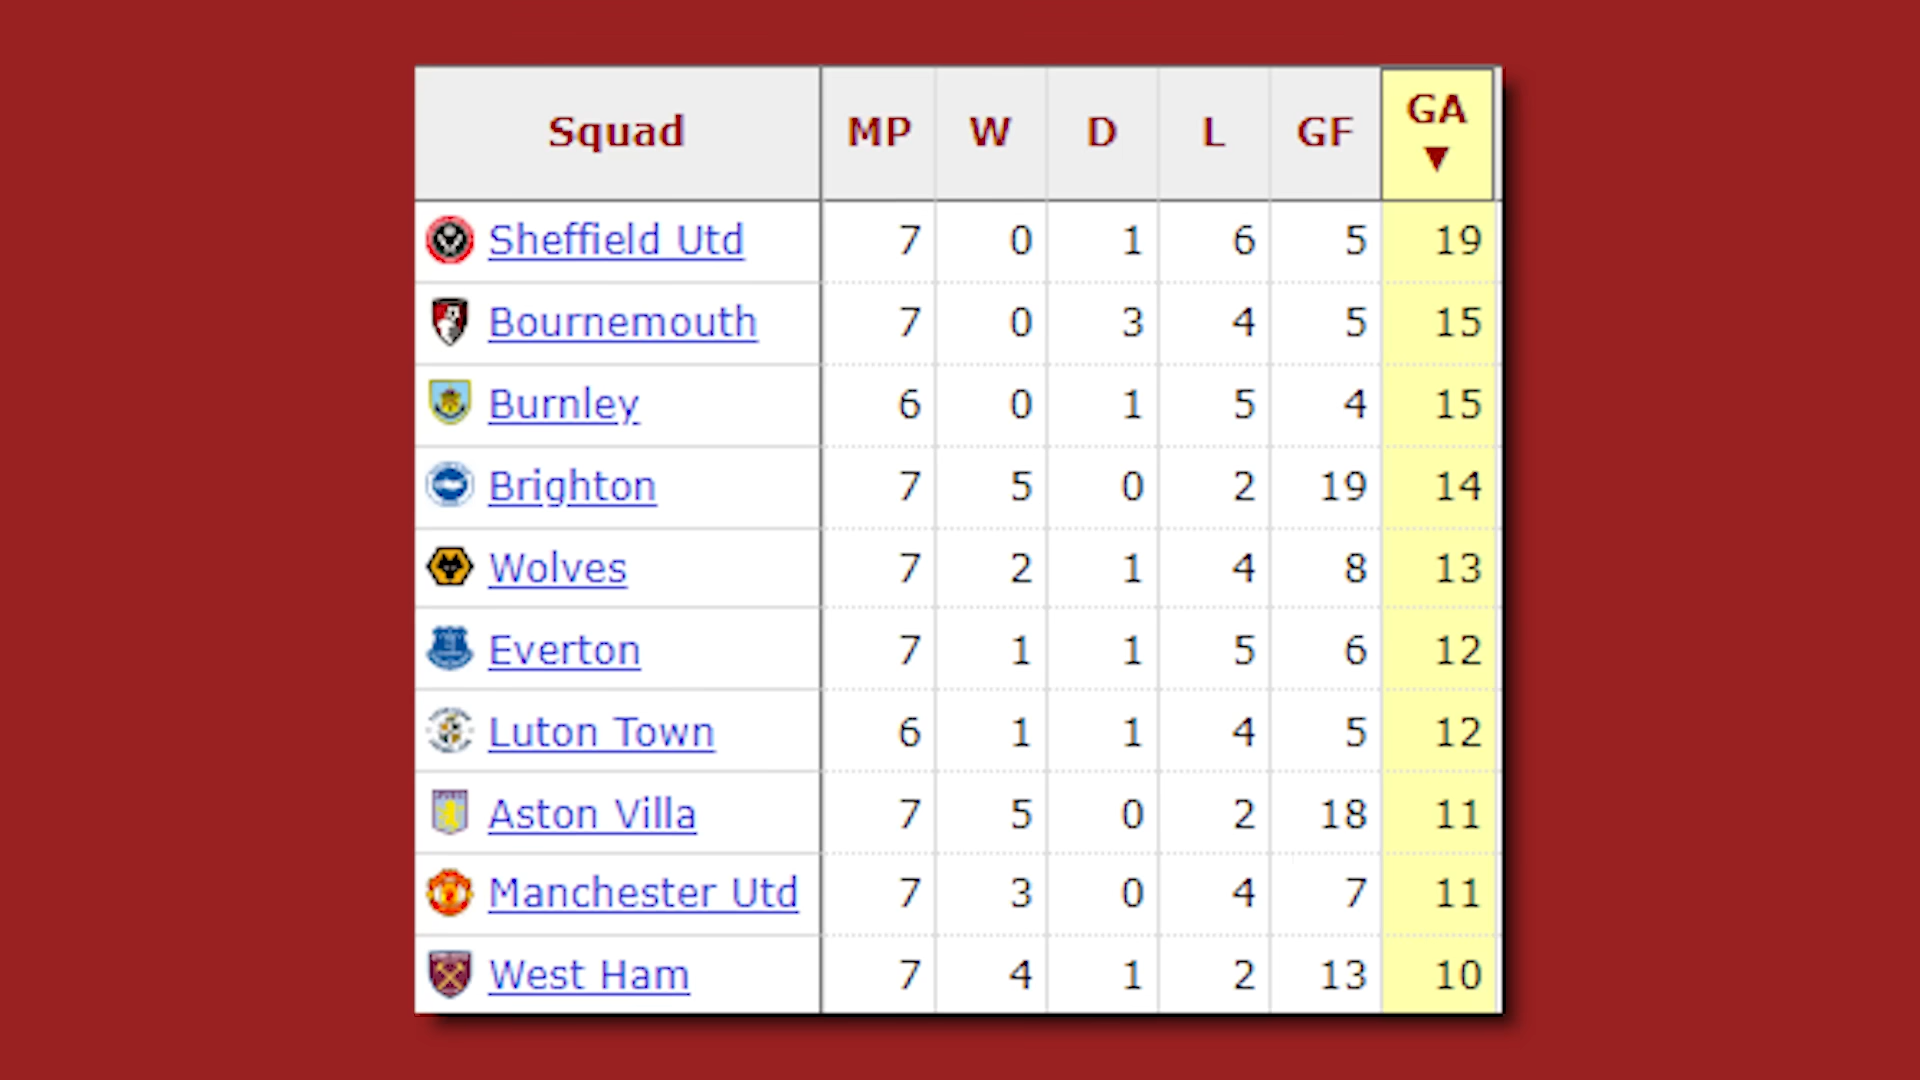 Squad MP W D L GF GA ▼
Sheffield Utd 7 0 1 6 5 19
Bournemouth 7 0 3 4 5 15
Burnley 6 0 1 5 4 15
Brighton 7 5 0 2 19 14
Wolves 7 2 1 4 8 13
Everton 7 1 1 5 6 12
Luton Town 6 1 1 4 5 12
Aston Villa 7 5 0 2 18 11
Manchester Utd 7 3 0 4 7 11
West Ham 7 4 1 2 13 10